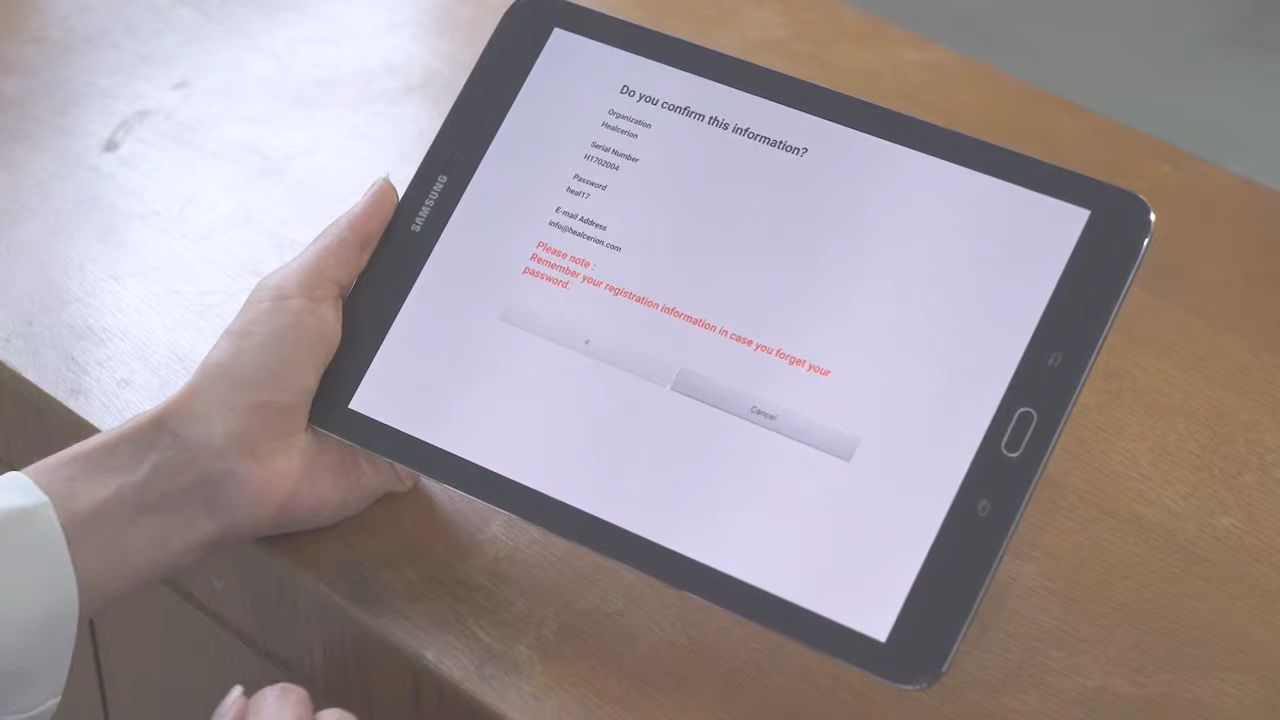 Do you confirm this information?
Organization
Healcerion
Serial Number
H1702004
Password
heal17
E-mail Address
info@healcerion.com
Please note :
Remember your registration information in case you forget your
password.
4
Cancel
SAMSUNG